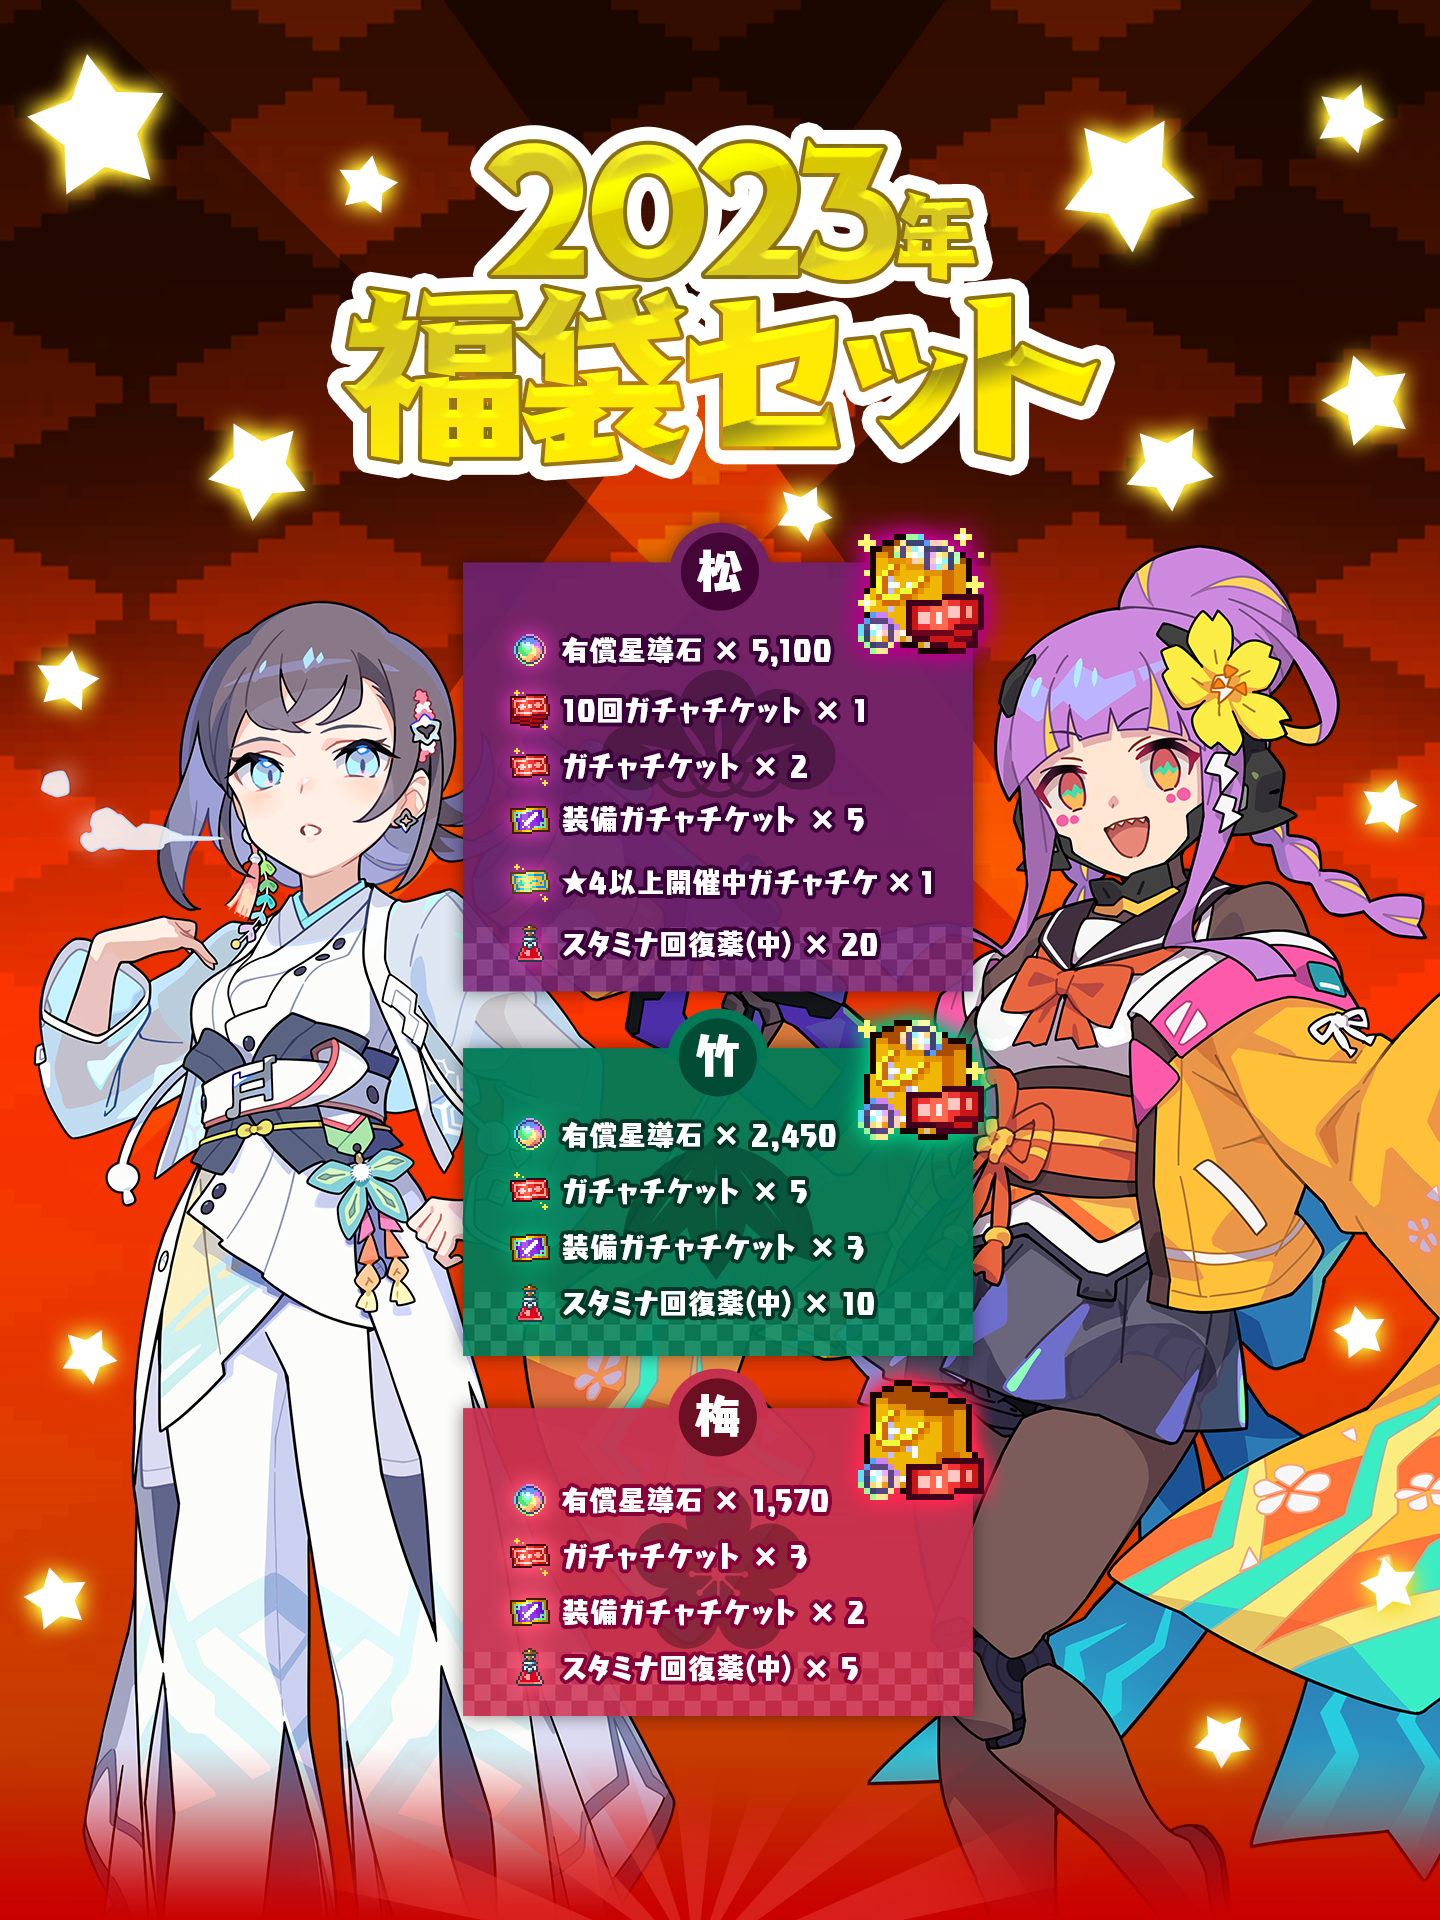 2023年
福袋セット
松
有償星導石 × 5,100
10回ガチャチケット × 1
ガチャチケット × 2
装備ガチャチケット × 5
★4以上開催中ガチャチケ × 1
スタミナ回復薬(中) × 20
竹
有償星導石 × 2,450
ガチャチケット × 5
装備ガチャチケット × 3
スタミナ回復薬(中) × 10
梅
有償星導石 × 1,570
ガチャチケット × 3
装備ガチャチケット × 2
スタミナ回復薬(中) × 5